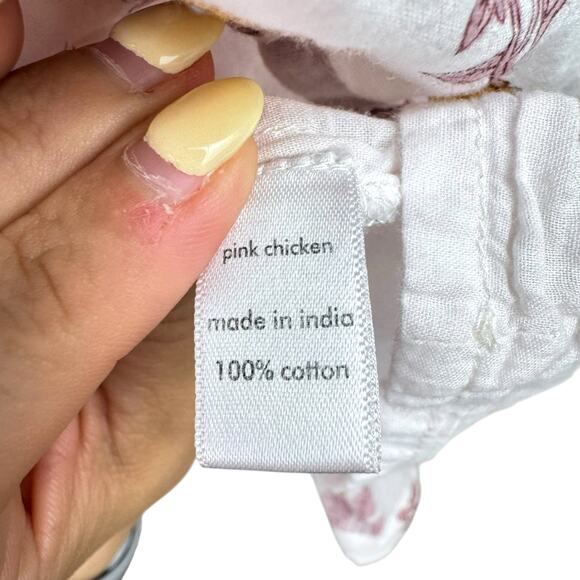 pink chicken
made in india
100% cotton